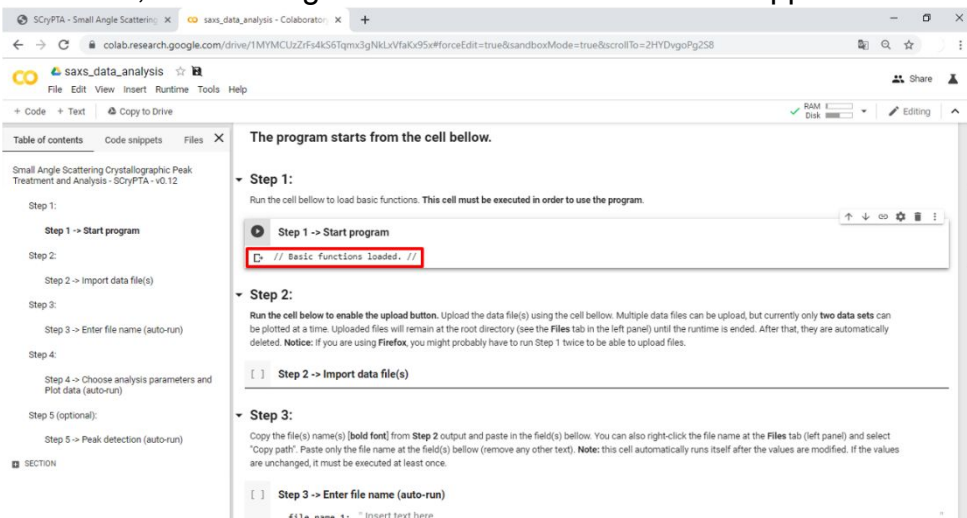 SCryPTA - Small Angle Scattering
saxs_data_analysis - Colaboratory
colab.research.google.com/drive/1MYMCUzZrFs4kS6Tqmx3gNkLxVfaKx95x#forceEdit=true&sandboxMode=true&scrollTo=2HYDvgoPg2S8
CO saxs_data_analysis
File Edit View Insert Runtime Tools Help
Share
+ Code + Text Copy to Drive
RAM
Disk
Editing
Table of contents Code snippets Files X
Small Angle Scattering Crystallographic Peak
Treatment and Analysis - SCryPTA - v0.12
Step 1:
Step 1 -> Start program
Step 2:
Step 2 -> Import data file(s)
Step 3:
Step 3 -> Enter file name (auto-run)
Step 4:
Step 4 -> Choose analysis parameters and
Plot data (auto-run)
Step 5 (optional):
Step 5 -> Peak detection (auto-run)
SECTION
The program starts from the cell bellow.
Step 1:
Run the cell bellow to load basic functions. This cell must be executed in order to use the program.
Step 1 -> Start program
// Basic functions loaded. //
Step 2:
Run the cell below to enable the upload button. Upload the data file(s) using the cell bellow. Multiple data files can be upload, but currently only two data sets can
be plotted at a time. Uploaded files will remain at the root directory (see the Files tab in the left panel) until the runtime is ended. After that, they are automatically
deleted. Notice: If you are using Firefox, you might probably have to run Step 1 twice to be able to upload files.
[ ] Step 2 -> Import data file(s)
Step 3:
Copy the file(s) name(s) [bold font] from Step 2 output and paste in the field(s) bellow. You can also right-click the file name at the Files tab (left panel) and select
"Copy path". Paste only the file name at the field(s) bellow (remove any other text). Note: this cell automatically runs itself after the values are modified. If the values
are unchanged, it must be executed at least once.
[ ] Step 3 -> Enter file name (auto-run)
file_name_1: " Insert text here "